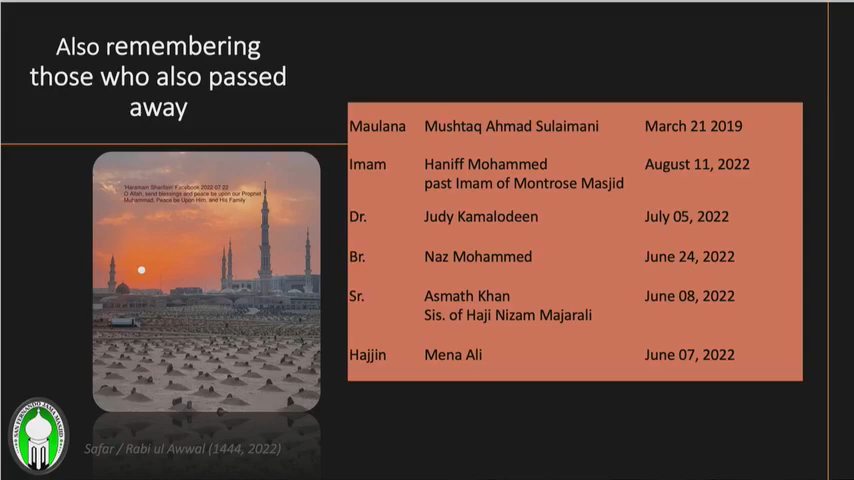 Also remembering
those who also passed
away
Maulana Mushtaq Ahmad Sulaimani March 21 2019
Imam Haniff Mohammed August 11, 2022
past Imam of Montrose Masjid
Dr. Judy Kamalodeen July 05, 2022
Br. Naz Mohammed June 24, 2022
Sr. Asmath Khan June 08, 2022
Sis. of Haji Nizam Majarali
Hajjin Mena Ali June 07, 2022
'Haramain Sharifain' Facebook 2022 07 22
O Allah, send blessings and peace be upon our Prophet
Muhammad, Peace be Upon Him, and His Family
SAN FERNANDO JAMA MASJID
Safar / Rabi ul Awwal (1444, 2022)